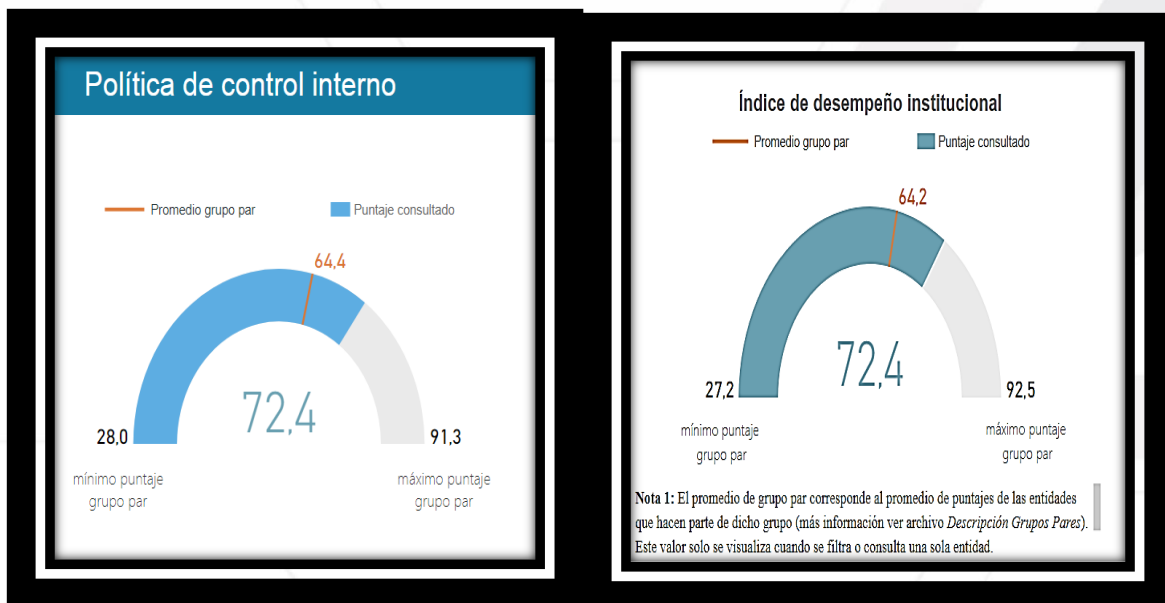 Política de control interno
Promedio grupo par
Puntaje consultado
64,4
72,4
28,0
91,3
mínimo puntaje
grupo par
máximo puntaje
grupo par
Índice de desempeño institucional
Promedio grupo par
Puntaje consultado
64,2
72,4
27,2
92,5
mínimo puntaje
grupo par
máximo puntaje
grupo par
Nota 1: El promedio de grupo par corresponde al promedio de puntajes de las entidades
que hacen parte de dicho grupo (más información ver archivo Descripción Grupos Pares).
Este valor solo se visualiza cuando se filtra o consulta una sola entidad.